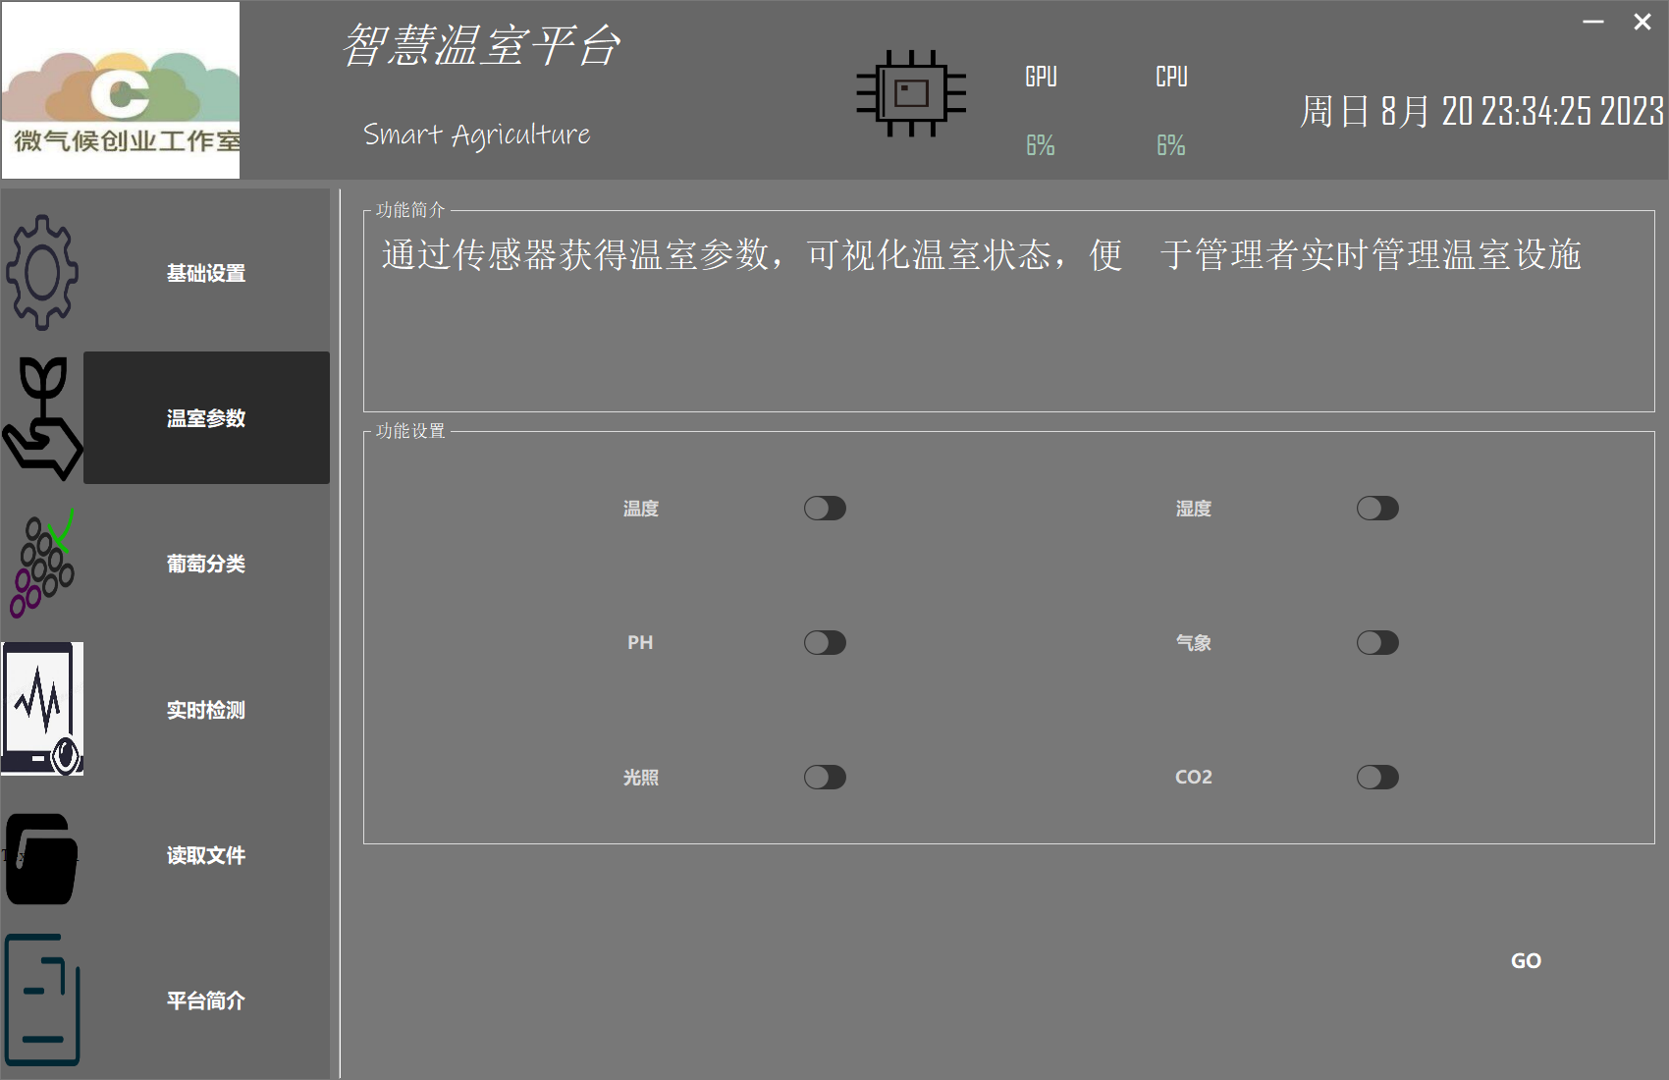 智慧温室平台
Smart Agriculture
C
微气候创业工作室
GPU
CPU
6%
6%
周日 8月 20 23:34:25 2023
基础设置
温室参数
葡萄分类
实时检测
读取文件
平台简介
功能简介
通过传感器获得温室参数，可视化温室状态，便 于管理者实时管理温室设施
功能设置
温度
湿度
PH
气象
光照
CO2
GO